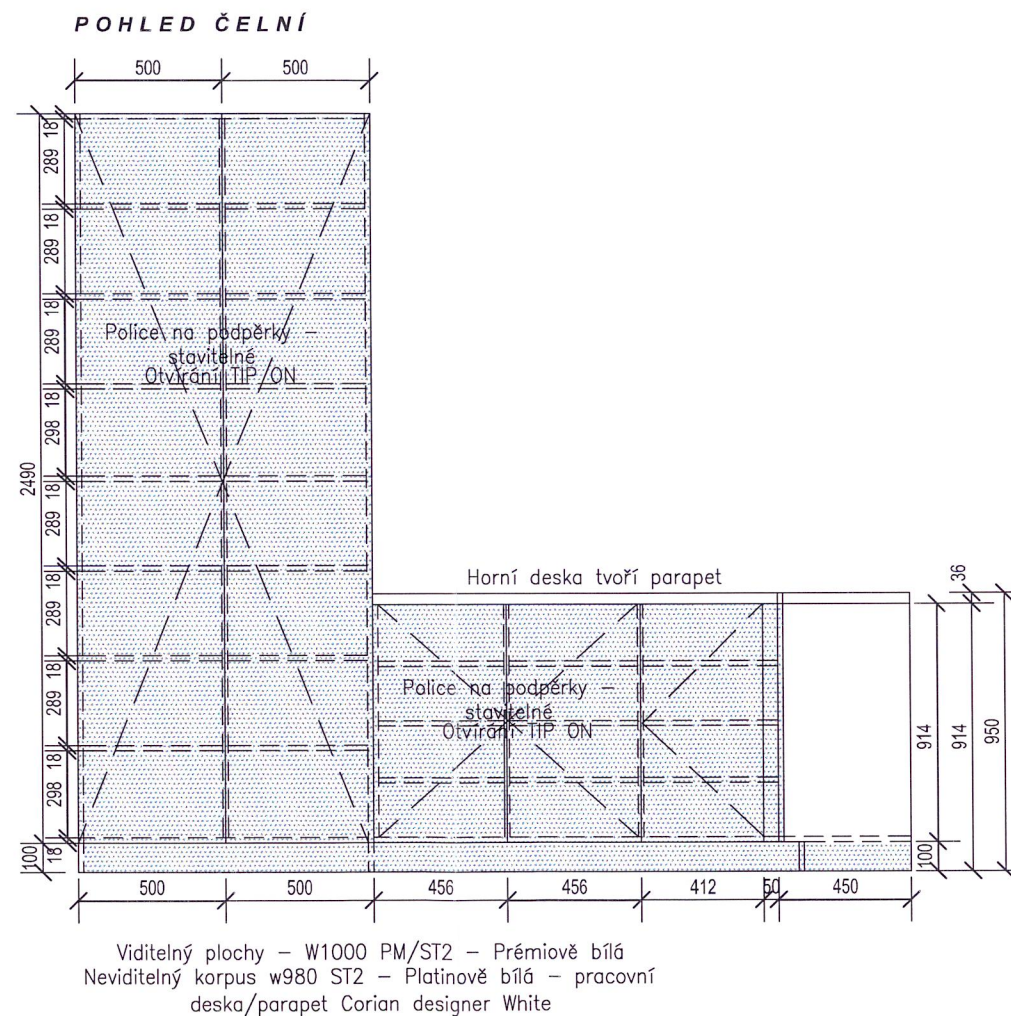 POHLED ČELNÍ
500 500
18
289
18
289
18
289
18
298
18
289
18
289
18
289
18
298
18
100
2490
Police na podpěrky –
stavitelné
Otvírání TIP ON
Horní deska tvoří parapet
Police na podpěrky –
stavitelné
Otvírání TIP ON
36
914
914
950
100
500 500 456 456 412 50 450
Viditelný plochy – W1000 PM/ST2 – Prémiově bílá
Neviditelný korpus w980 ST2 – Platinově bílá – pracovní
deska/parapet Corian designer White